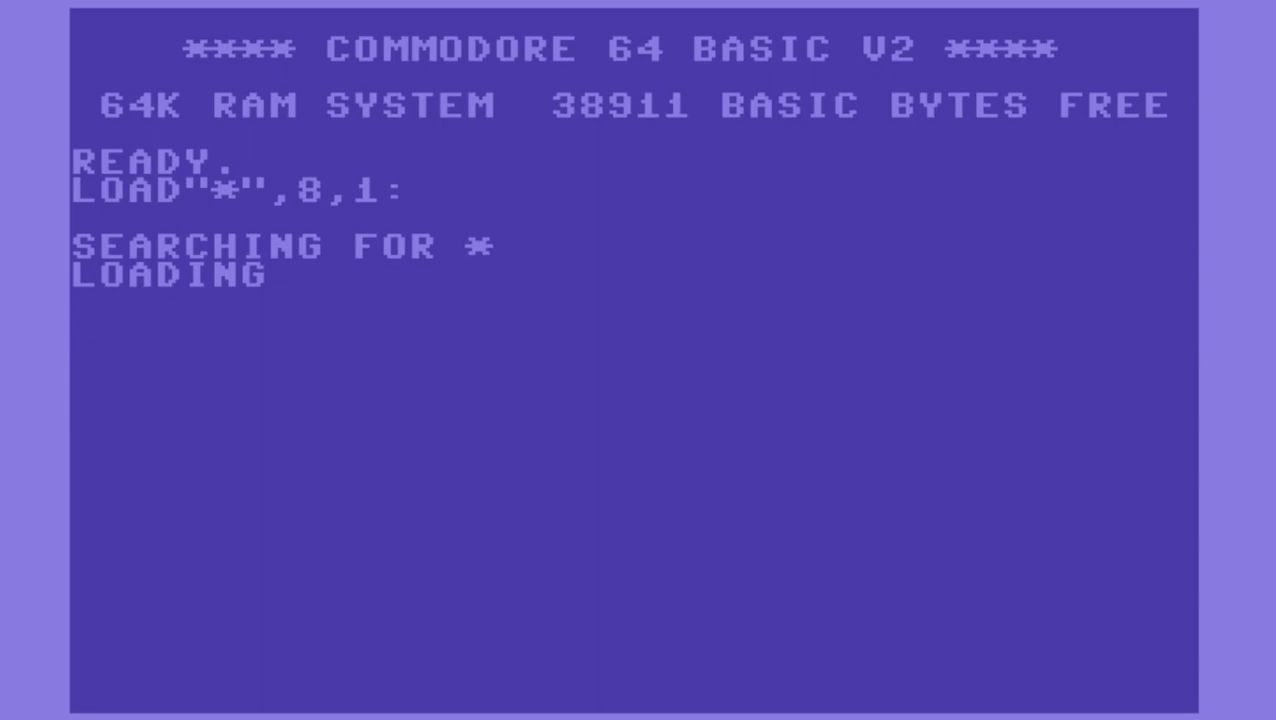 **** COMMODORE 64 BASIC V2 ****
64K RAM SYSTEM  38911 BASIC BYTES FREE
READY.
LOAD"*",8,1:
SEARCHING FOR *
LOADING